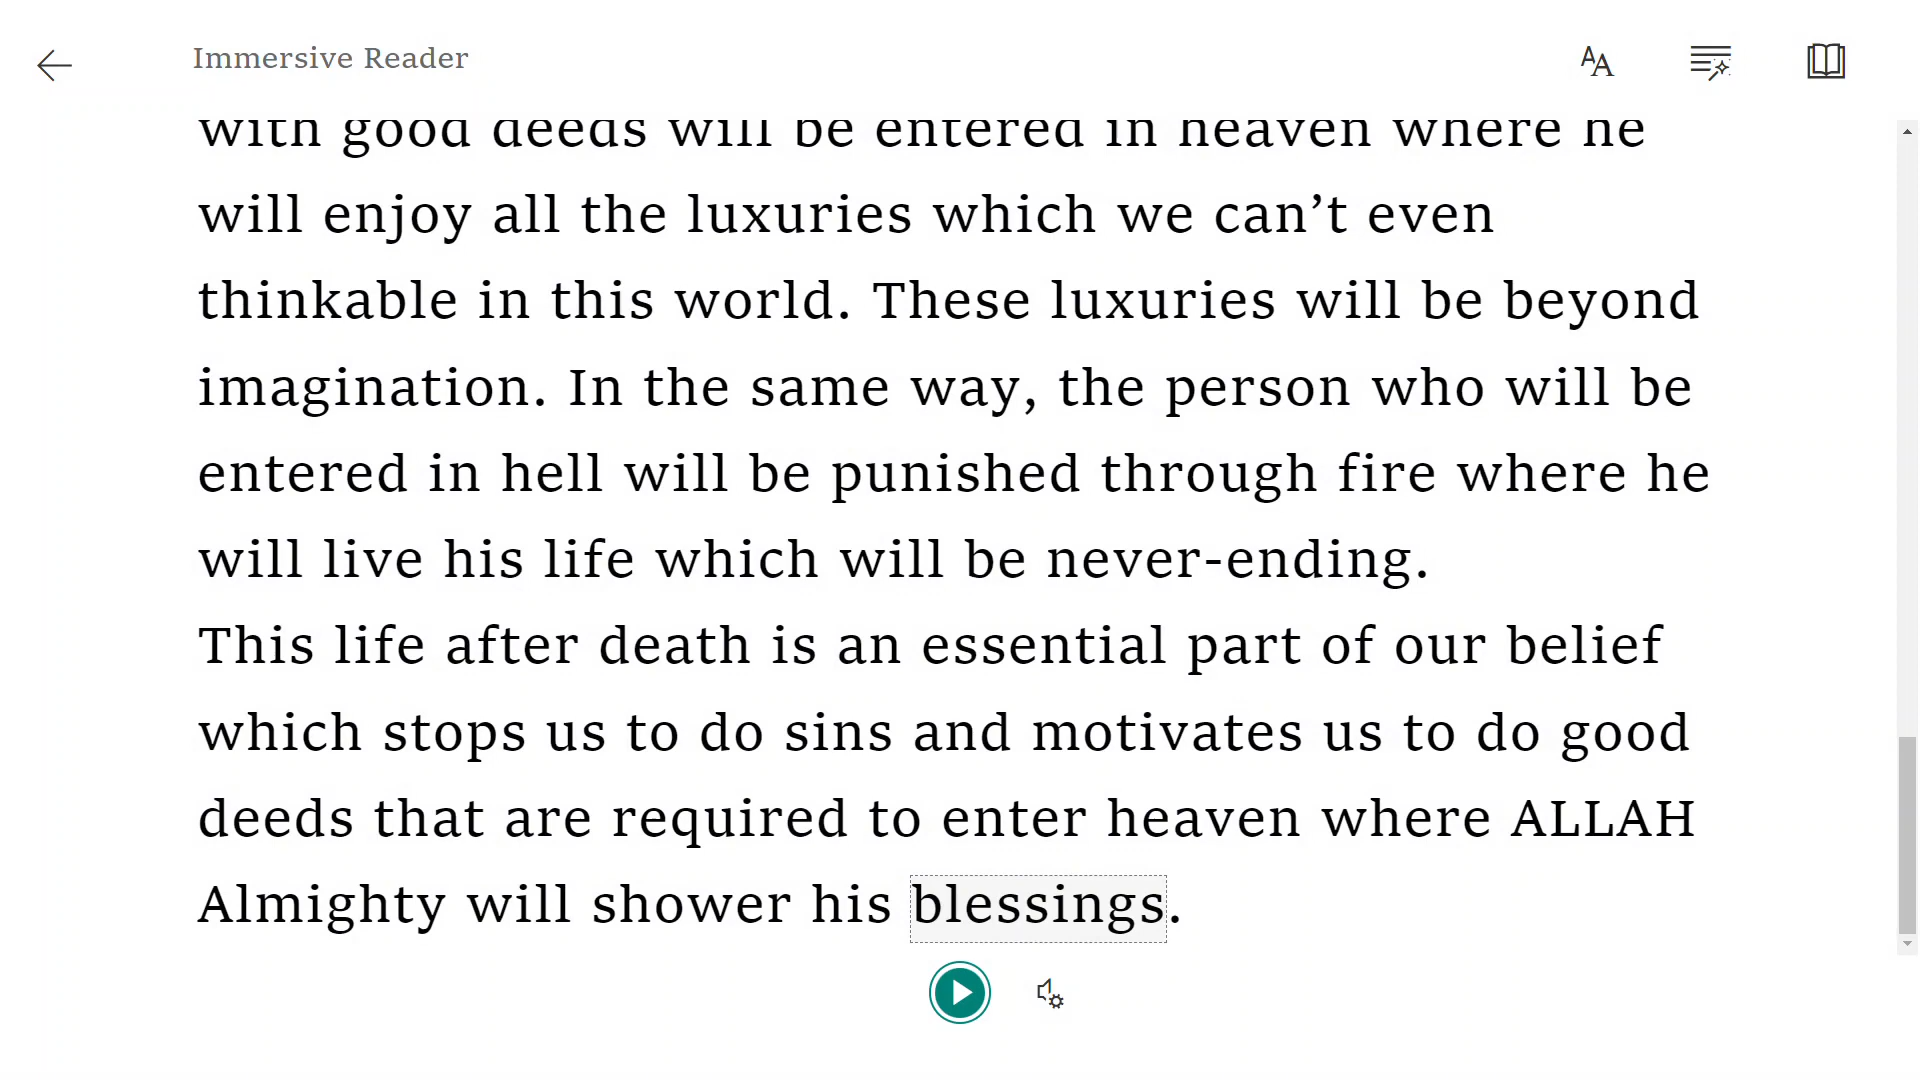 Immersive Reader
with good deeds will be entered in heaven where he
will enjoy all the luxuries which we can’t even
thinkable in this world. These luxuries will be beyond
imagination. In the same way, the person who will be
entered in hell will be punished through fire where he
will live his life which will be never-ending.
This life after death is an essential part of our belief
which stops us to do sins and motivates us to do good
deeds that are required to enter heaven where ALLAH
Almighty will shower his blessings.